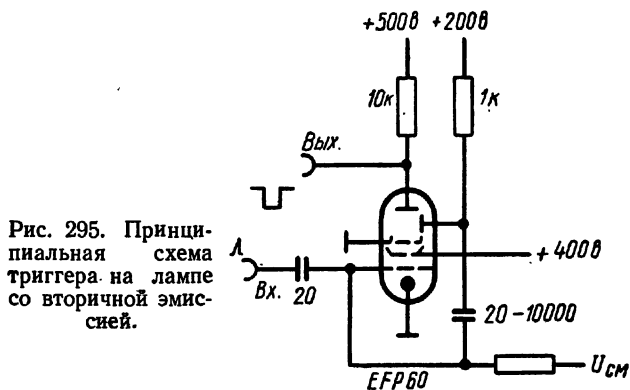 +500в +200в
10к
1к
Вых.
Рис. 295. Принци-
пиальная схема
триггера на лампе
со вторичной эмис-
сией.
+400в
Вх. 20
20-10000
EFP60
Uсм